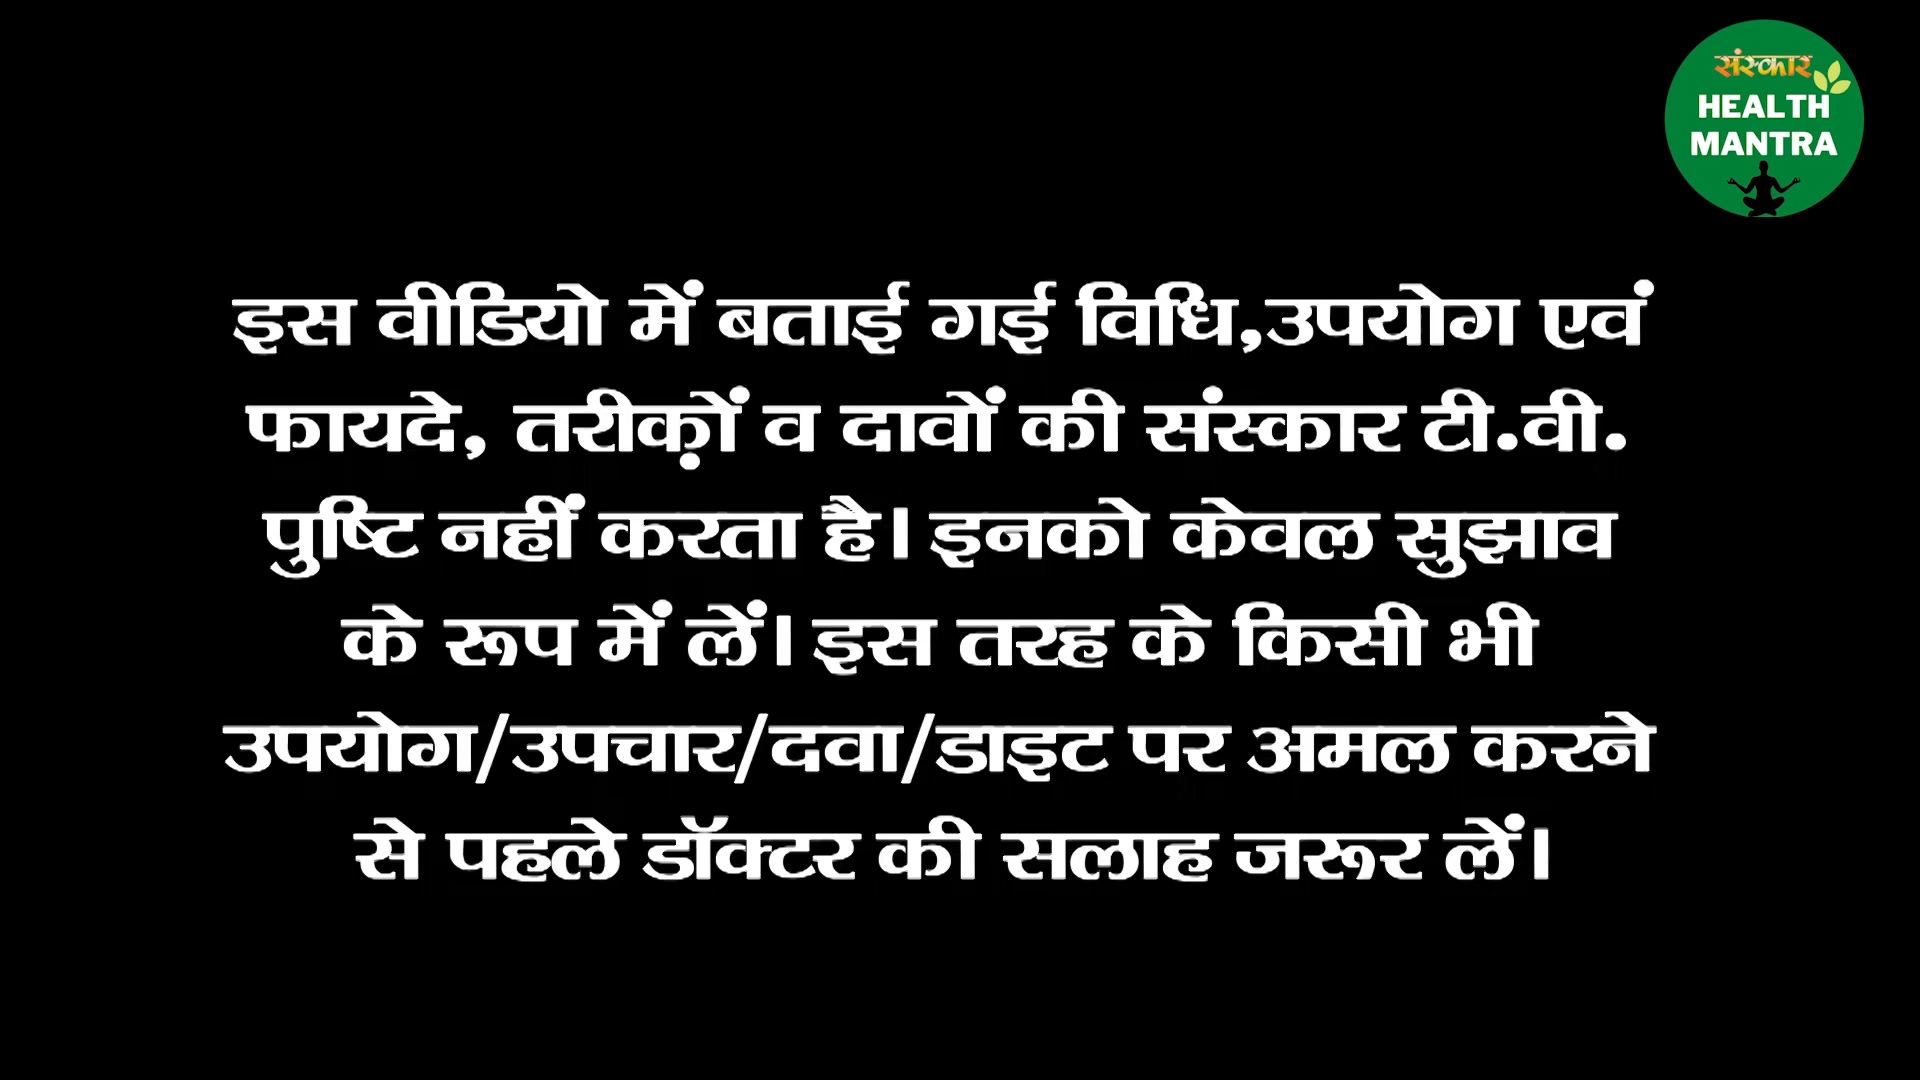 संस्कार
HEALTH
MANTRA
इस वीडियो में बताई गई विधि,उपयोग एवं
फायदे, तरीक़ों व दावों की संस्कार टी.वी.
पुष्टि नहीं करता है। इनको केवल सुझाव
के रूप में लें। इस तरह के किसी भी
उपयोग/उपचार/दवा/डाइट पर अमल करने
से पहले डॉक्टर की सलाह जरूर लें।